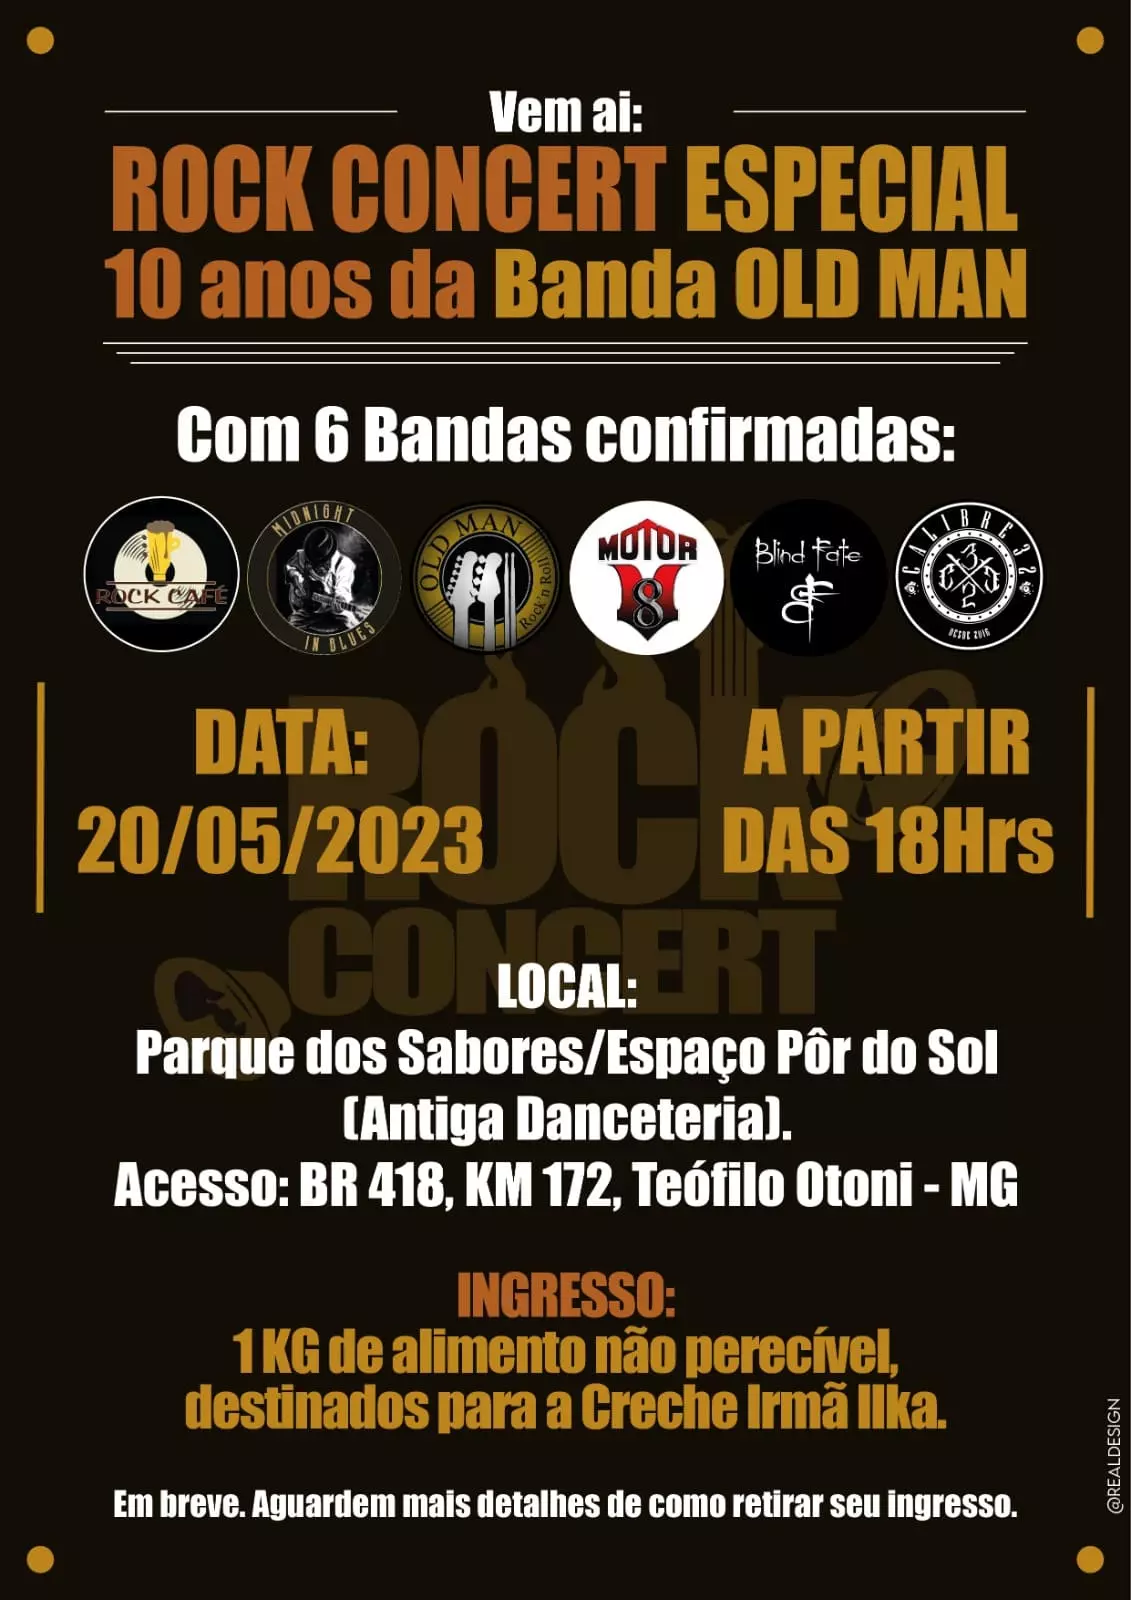 Vem ai:
ROCK CONCERT ESPECIAL
10 anos da Banda OLD MAN
Com 6 Bandas confirmadas:
ROCK CAFÉ
MIDNIGHT
IN BLUES
OLD MAN
Rock'n Roll
MOTOR
V8
Blind Fate
CALIBRE 32
C 3 C 2
DESDE 2016
ROCK
CONCERT
DATA:
20/05/2023
A PARTIR
DAS 18Hrs
LOCAL:
Parque dos Sabores/Espaço Pôr do Sol
(Antiga Danceteria).
Acesso: BR 418, KM 172, Teófilo Otoni - MG
INGRESSO:
1 KG de alimento não perecível,
destinados para a Creche Irmã Ilka.
Em breve. Aguardem mais detalhes de como retirar seu ingresso.
@REALDESIGN